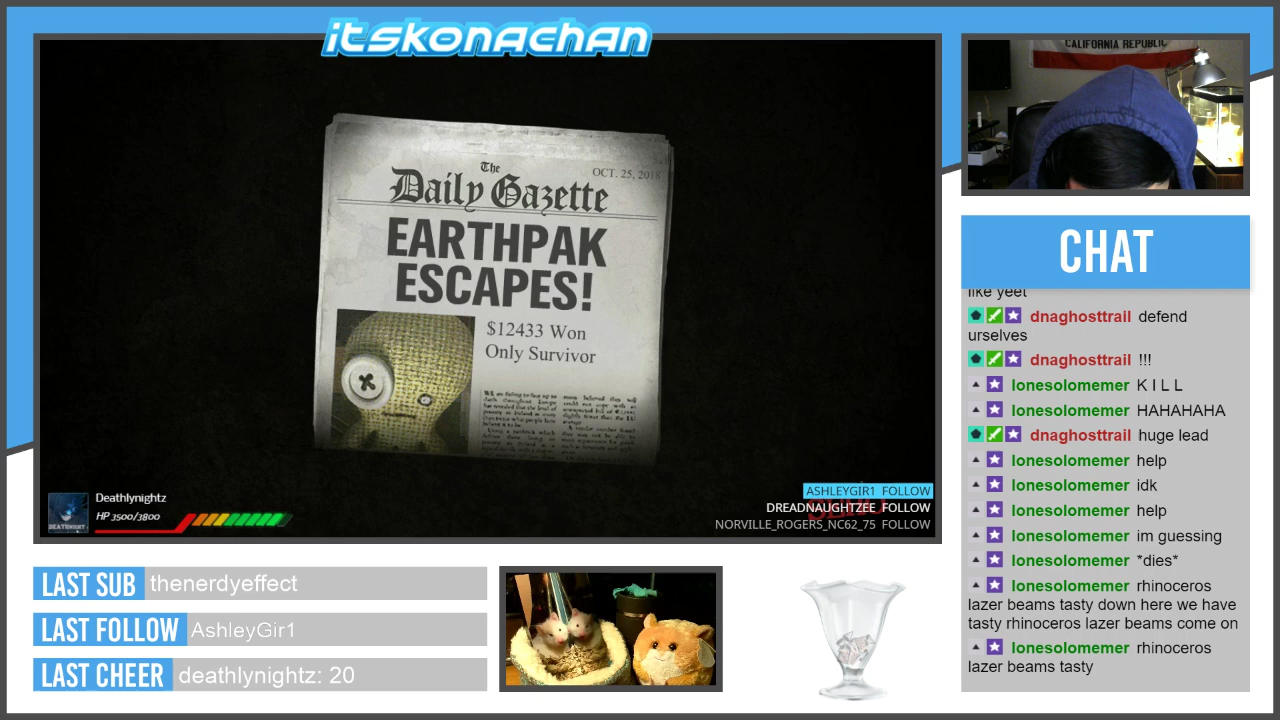 itskonachan
CALIFORNIA REPUBLIC
The
OCT. 25, 2018
Daily Gazette
EARTHPAK
ESCAPES!
$12433 Won
Only Survivor
Deathlynightz
HP 3500/3800
ASHLEYGIR1 FOLLOW
DREADNAUGHTZEE FOLLOW
NORVILLE_ROGERS_NC62_75 FOLLOW
LAST SUB thenerdyeffect
LAST FOLLOW AshleyGir1
LAST CHEER deathlynightz: 20
CHAT
like yeet
dnaghosttrail defend
urselves
dnaghosttrail !!!
lonesolomemer K I L L
lonesolomemer HAHAHAHA
dnaghosttrail huge lead
lonesolomemer help
lonesolomemer idk
lonesolomemer help
lonesolomemer im guessing
lonesolomemer *dies*
lonesolomemer rhinoceros
lazer beams tasty down here we have
tasty rhinoceros lazer beams come on
lonesolomemer rhinoceros
lazer beams tasty